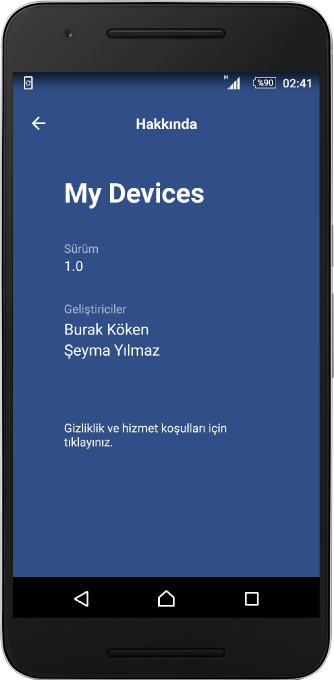 H
%90
02:41
Hakkında
My Devices
Sürüm
1.0
Geliştiriciler
Burak Köken
Şeyma Yılmaz
Gizliklik ve hizmet koşulları için
tıklayınız.